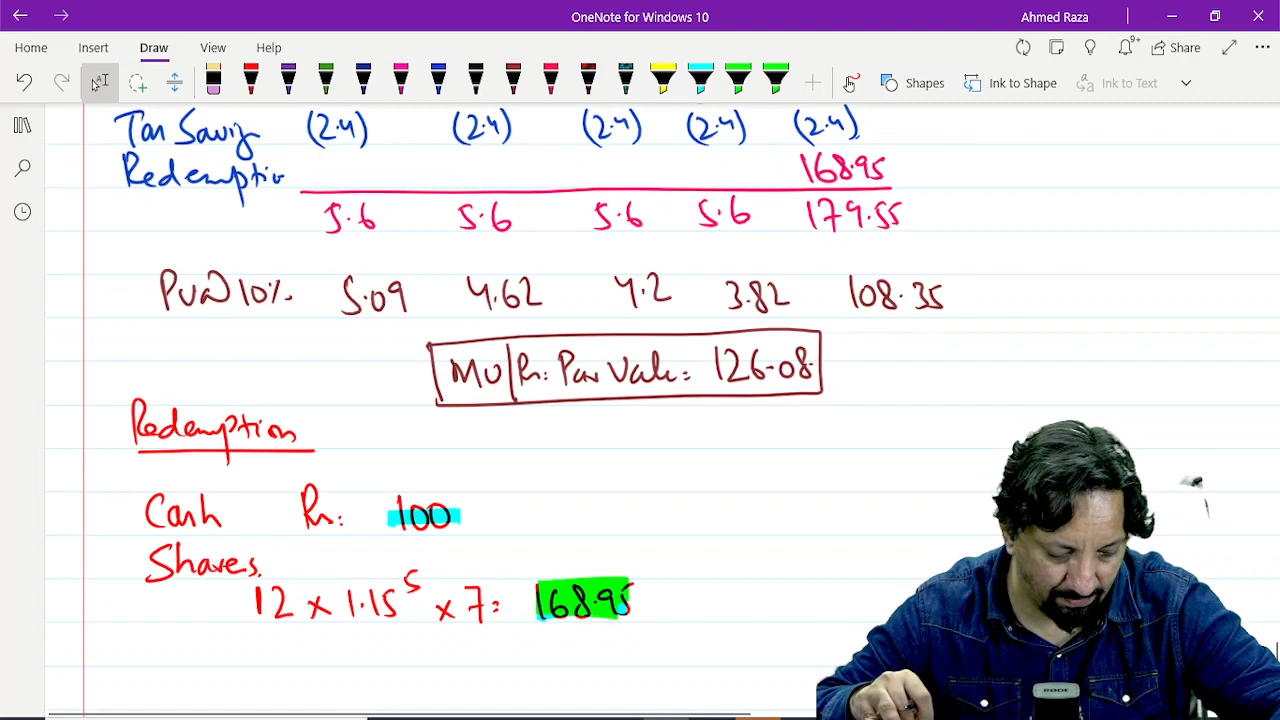 OneNote for Windows 10
Ahmed Raza
Home Insert Draw View Help
9+ Share
Shapes Ink to Shape Ink to Text
Tax Saving (2.4) (2.4) (2.4) (2.4) (2.4)
Redemption 168.95
5.6 5.6 5.6 5.6 179.55
PV@10% 5.09 4.62 4.2 3.82 108.35
MV Rs: Par Value = 126.08
Redemption
Cash Rs: 100
Shares.
12 x 1.15⁵ x 7 = 168.95
RODE